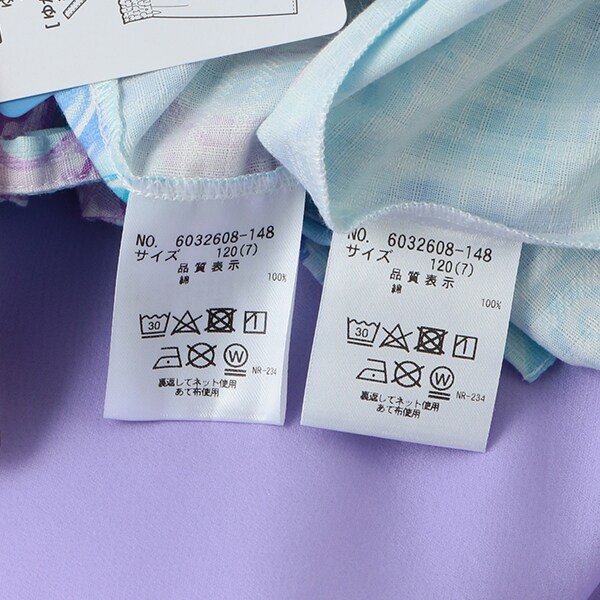 ゆ]
NO. 6032608-148
サイズ 120(7)
品質表示
綿 100%
30
W
NR-234
裏返してネット使用
あて布使用
NO. 6032608-148
サイズ 120(7)
品質表示
綿 100%
30
W
NR-234
裏返してネット使用
あて布使用